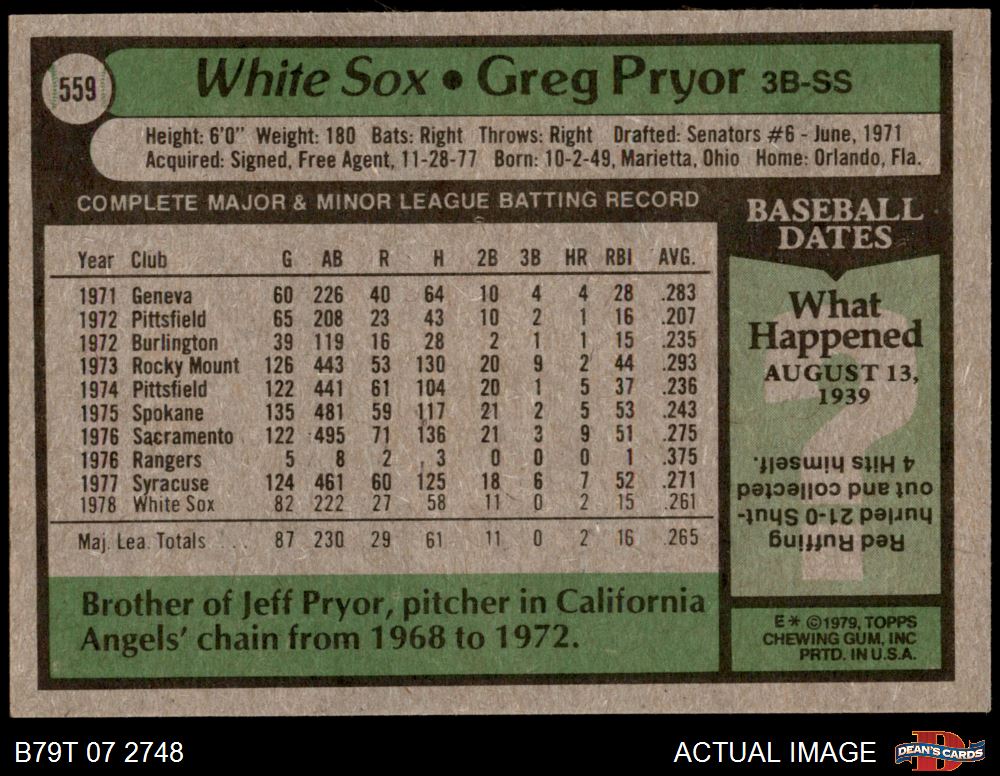 559
White Sox • Greg Pryor 3B-SS
Height: 6'0" Weight: 180 Bats: Right Throws: Right Drafted: Senators #6 - June, 1971
Acquired: Signed, Free Agent, 11-28-77 Born: 10-2-49, Marietta, Ohio Home: Orlando, Fla.
COMPLETE MAJOR & MINOR LEAGUE BATTING RECORD
Year Club G AB R H 2B 3B HR RBI AVG.
1971 Geneva 60 226 40 64 10 4 4 28 .283
1972 Pittsfield 65 208 23 43 10 2 1 16 .207
1972 Burlington 39 119 16 28 2 1 1 15 .235
1973 Rocky Mount 126 443 53 130 20 9 2 44 .293
1974 Pittsfield 122 441 61 104 20 1 5 37 .236
1975 Spokane 135 481 59 117 21 2 5 53 .243
1976 Sacramento 122 495 71 136 21 3 9 51 .275
1976 Rangers 5 8 2 3 0 0 0 1 .375
1977 Syracuse 124 461 60 125 18 6 7 52 .271
1978 White Sox 82 222 27 58 11 0 2 15 .261
Maj. Lea. Totals ... 87 230 29 61 11 0 2 16 .265
Brother of Jeff Pryor, pitcher in California
Angels' chain from 1968 to 1972.
BASEBALL
DATES
What
Happened
AUGUST 13,
1939
?
Red Ruffing
hurled 21-0 Shut-
out and collected
4 Hits himself.
E * ©1979, TOPPS
CHEWING GUM, INC
PRTD. IN U.S.A.
B79T 07 2748
ACTUAL IMAGE
DEAN'S CARDS